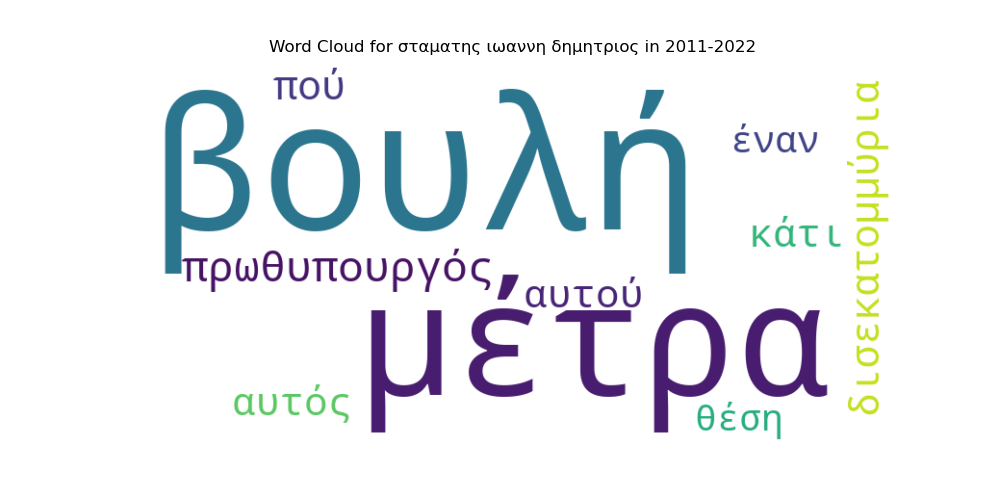 Word Cloud for σταματης ιωαννη δημητριος in 2011-2022
πού
βουλή
έναν
κάτι
δισεκατομμύρια
πρωθυπουργός
αυτού
μέτρα
αυτός
θέση